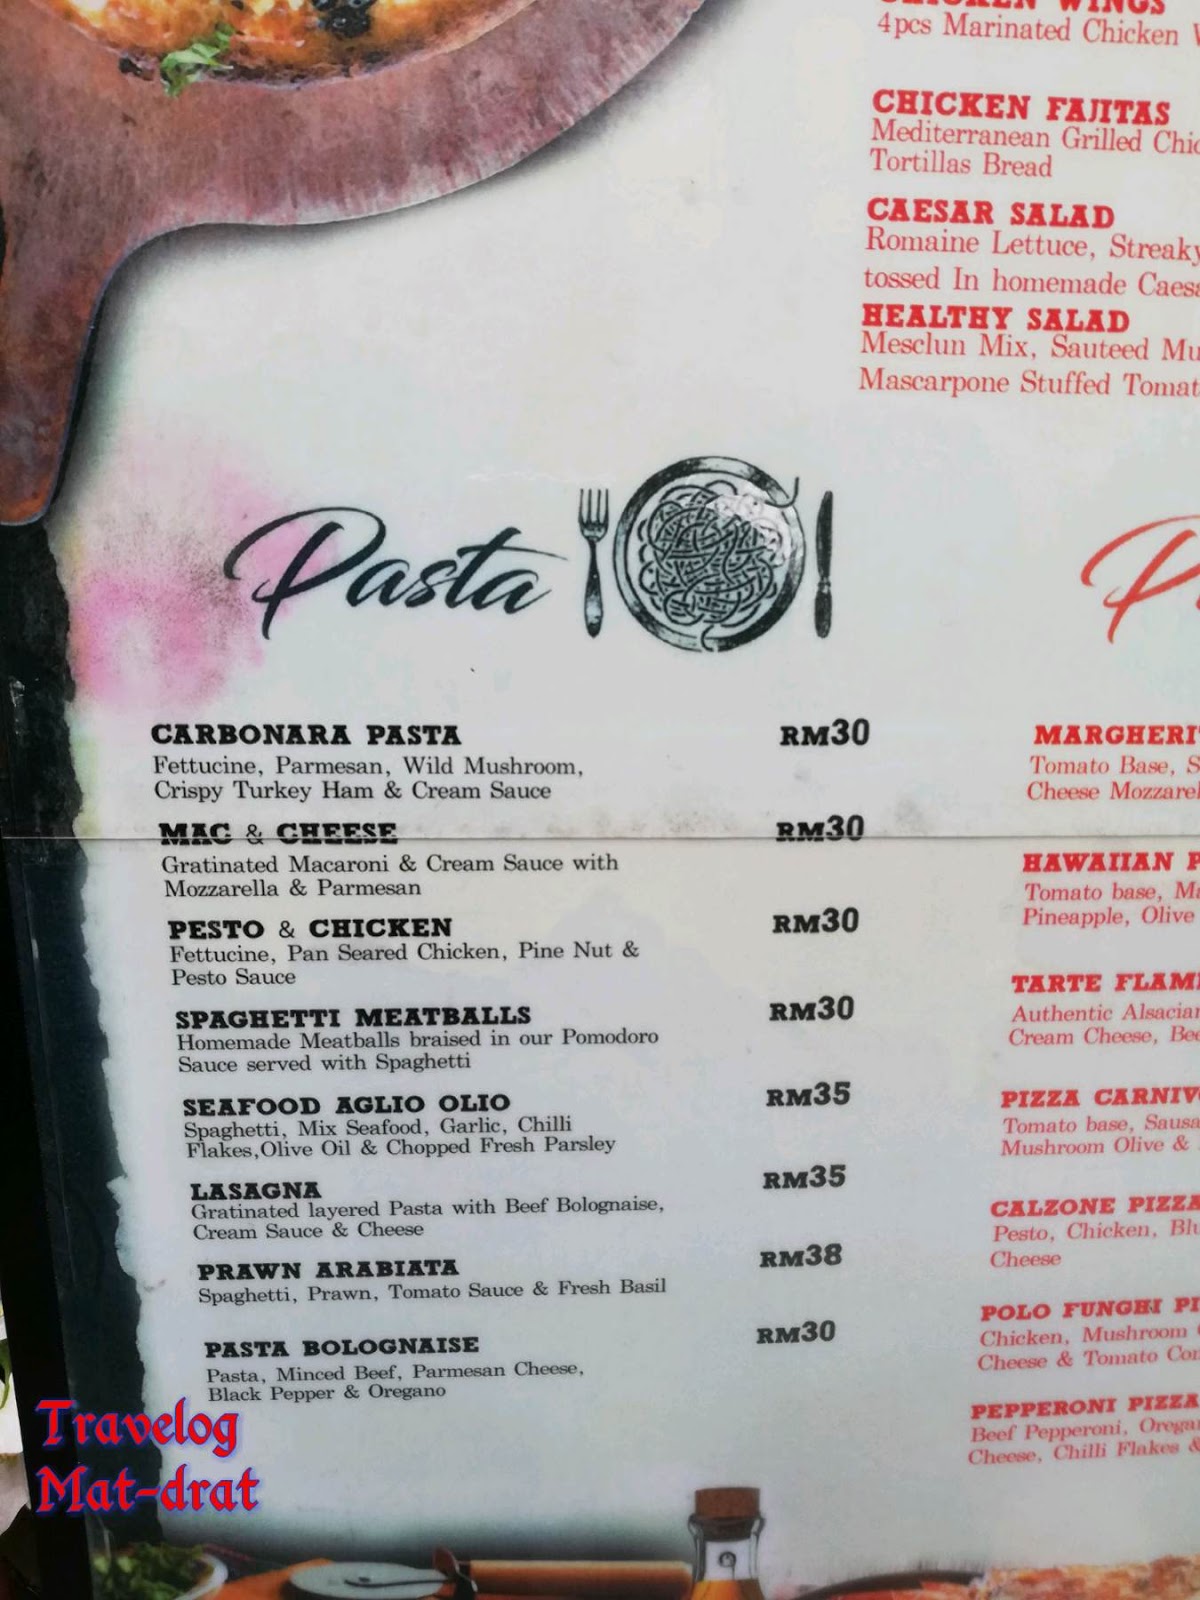 4pcs Marinated Chicken
CHICKEN FAJITAS
Mediterranean Grilled
Tortillas Bread
CAESAR SALAD
Romaine Lettuce, Streaky
tossed In homemade
HEALTHY SALAD
Mesclun Mix, Sauteed
Mascarpone Stuffed
Pasta
CARBONARA PASTA RM30
Fettucine, Parmesan, Wild Mushroom,
Crispy Turkey Ham & Cream Sauce
MAC & CHEESE RM30
Gratinated Macaroni & Cream Sauce with
Mozzarella & Parmesan
PESTO & CHICKEN RM30
Fettucine, Pan Seared Chicken, Pine Nut &
Pesto Sauce
SPAGHETTI MEATBALLS RM30
Homemade Meatballs braised in our Pomodoro
Sauce served with Spaghetti
SEAFOOD AGLIO OLIO RM35
Spaghetti, Mix Seafood, Garlic, Chilli
Flakes,Olive Oil & Chopped Fresh Parsley
LASAGNA RM35
Gratinated layered Pasta with Beef Bolognaise,
Cream Sauce & Cheese
PRAWN ARABIATA RM38
Spaghetti, Prawn, Tomato Sauce & Fresh Basil
PASTA BOLOGNAISE RM30
Pasta, Minced Beef, Parmesan Cheese,
Black Pepper & Oregano
Tomato Base,
Cheese
HAWAIIAN
Tomato base,
Pineapple, Olive
TARTE
Authentic
Cream Cheese,
PIZZA
Tomato base,
Mushroom Olive &
CALZONE PIZZA
Pesto, Chicken,
Cheese
POLO FUNGHI
Chicken, Mushroom
Cheese & Tomato
PEPPERONI PIZZA
Beef Pepperoni,
Cheese, Chilli Flakes &
Travelog
Mat-drat